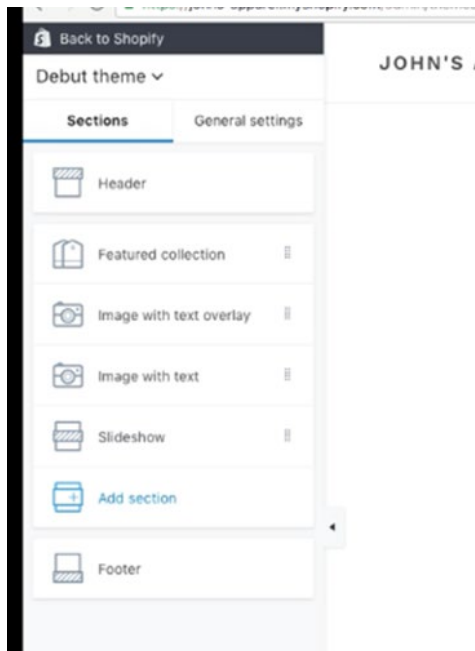 Back to Shopify
Debut theme
JOHN'S
Sections
General settings
Header
Featured collection
Image with text overlay
Image with text
Slideshow
Add section
Footer